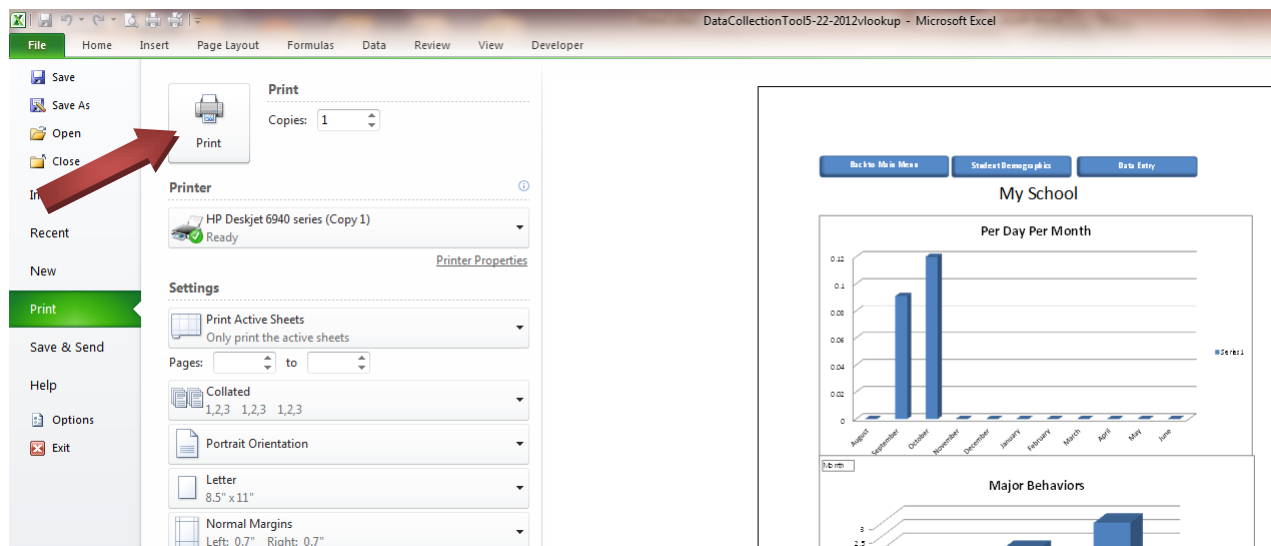 DataCollectionTool5-22-2012vlookup - Microsoft Excel
File Home Insert Page Layout Formulas Data Review View Developer
Save
Save As
Open
Close
Recent
New
Print
Save & Send
Help
Options
Exit
Print
Print
Copies: 1
Printer
HP Deskjet 6940 series (Copy 1)
Ready
Printer Properties
Settings
Print Active Sheets
Only print the active sheets
Pages: to
Collated
1,2,3 1,2,3 1,2,3
Portrait Orientation
Letter
8.5" x 11"
Normal Margins
Left: 0.7" Right: 0.7"
Back to Main Menu Student Demographics Data Entry
My School
Per Day Per Month
0.12
0.1
0.08
0.06
0.04
0.02
0
Series1
August September October November December January February March April May June
Month
Major Behaviors
3
2.5